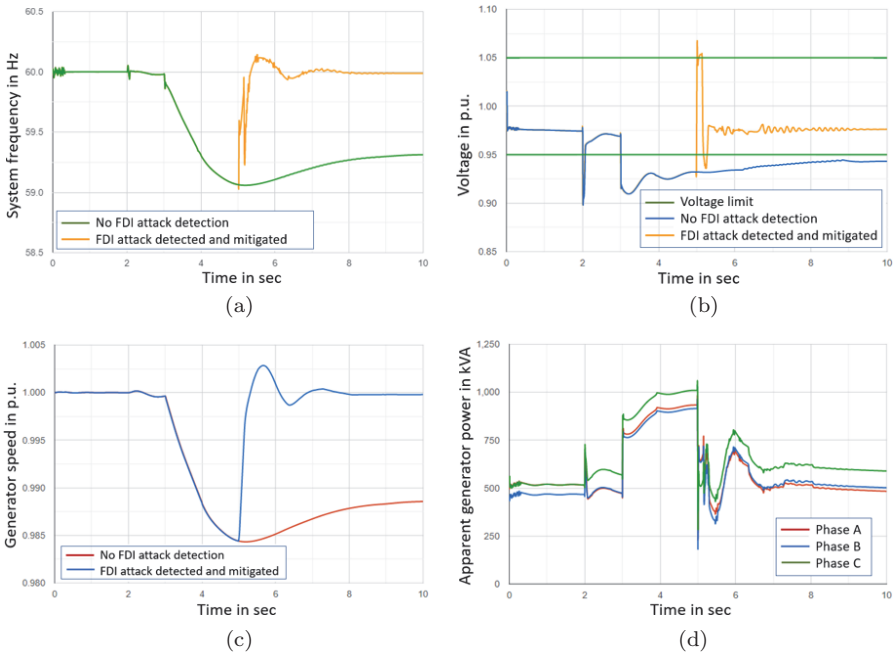 60.5
60.0
59.5
59.0
58.5
System frequency in Hz
No FDI attack detection
FDI attack detected and mitigated
0 2 4 6 8 10
Time in sec
(a)
1.10
1.05
1.00
0.95
0.90
0.85
Voltage in p.u.
Voltage limit
No FDI attack detection
FDI attack detected and mitigated
0 2 4 6 8 10
Time in sec
(b)
1.005
1.000
0.995
0.990
0.985
0.980
Generator speed in p.u.
No FDI attack detection
FDI attack detected and mitigated
0 2 4 6 8 10
Time in sec
(c)
1,250
1,000
750
500
250
0
Apparent generator power in kVA
Phase A
Phase B
Phase C
0 2 4 6 8 10
Time in sec
(d)